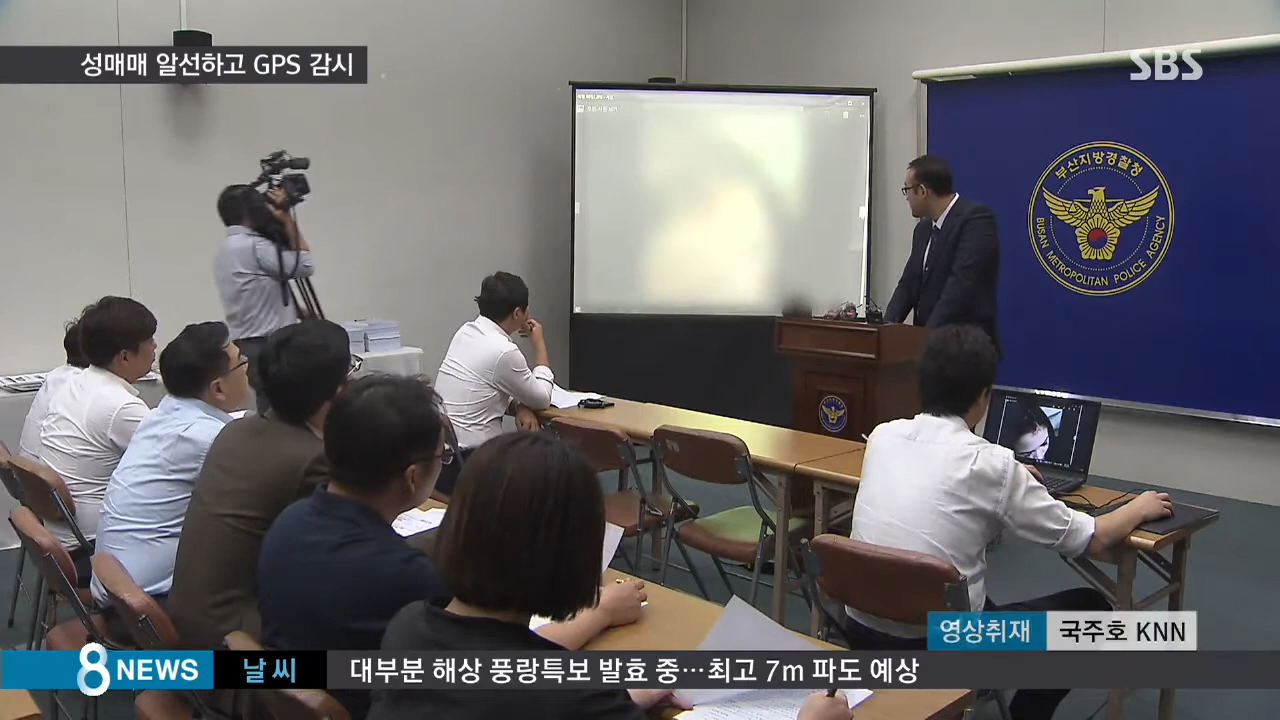 성매매 알선하고 GPS 감시
SBS
부산지방경찰청
BUSAN METROPOLITAN POLICE AGENCY
영상취재 국주호 KNN
8 NEWS 날씨 대부분 해상 풍랑특보 발효 중…최고 7m 파도 예상